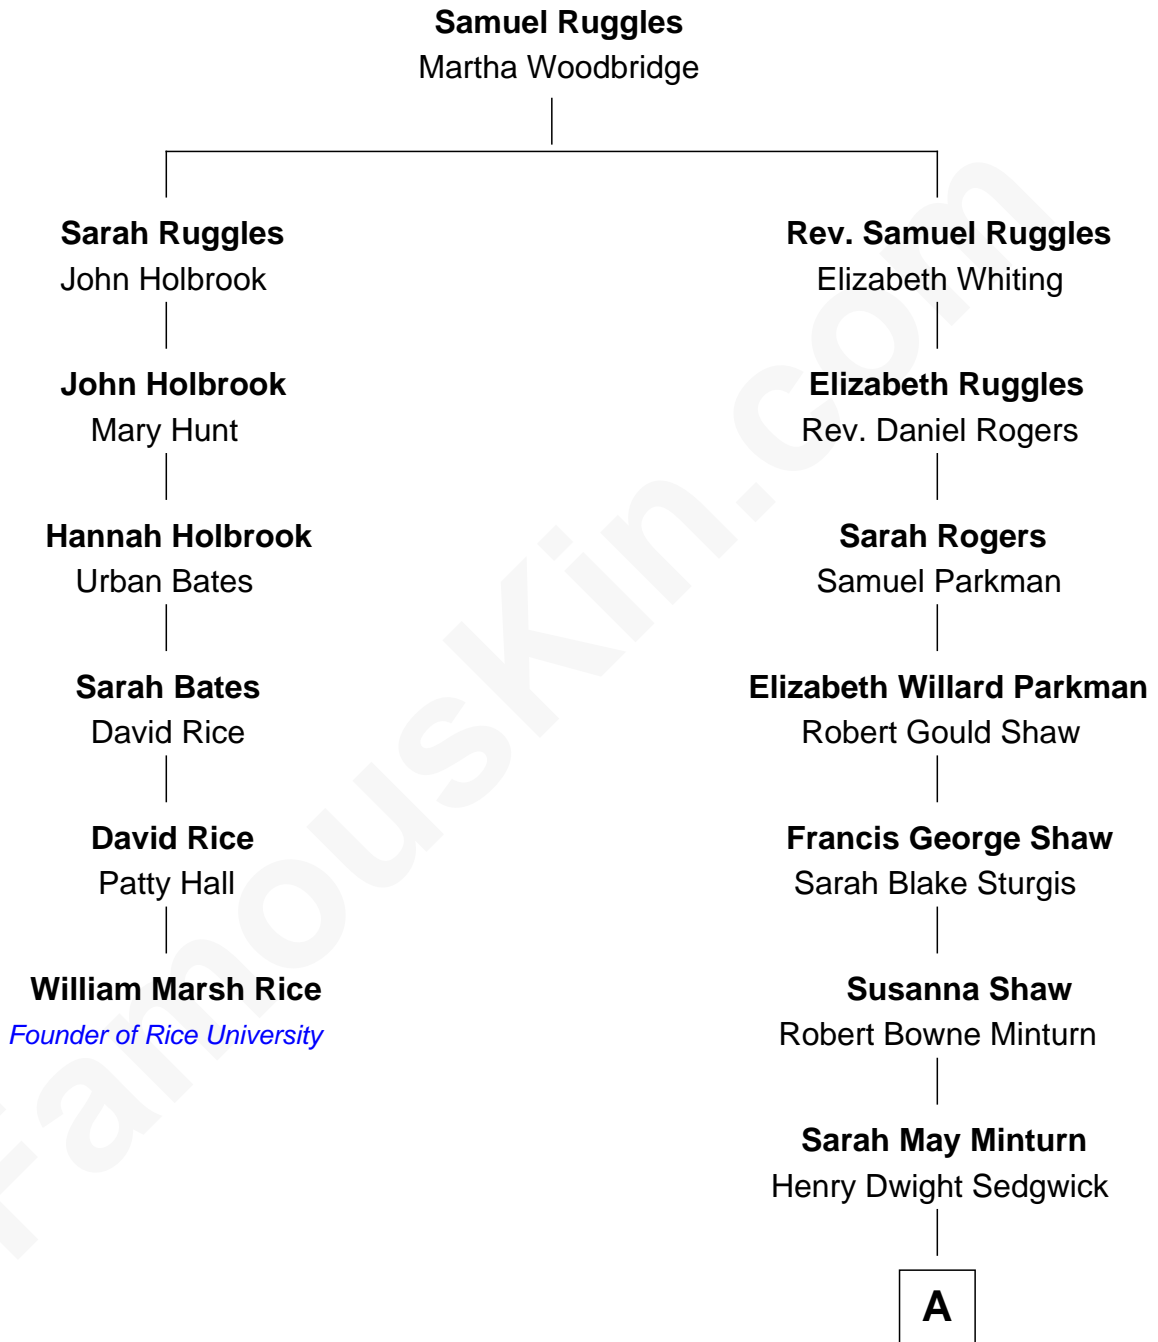 Samuel Ruggles
Martha Woodbridge
Sarah Ruggles
John Holbrook
Rev. Samuel Ruggles
Elizabeth Whiting
John Holbrook
Mary Hunt
Elizabeth Ruggles
Rev. Daniel Rogers
Hannah Holbrook
Urban Bates
Sarah Rogers
Samuel Parkman
Sarah Bates
David Rice
Elizabeth Willard Parkman
Robert Gould Shaw
David Rice
Patty Hall
Francis George Shaw
Sarah Blake Sturgis
William Marsh Rice
Founder of Rice University
Susanna Shaw
Robert Bowne Minturn
Sarah May Minturn
Henry Dwight Sedgwick
A
FamousKin.com